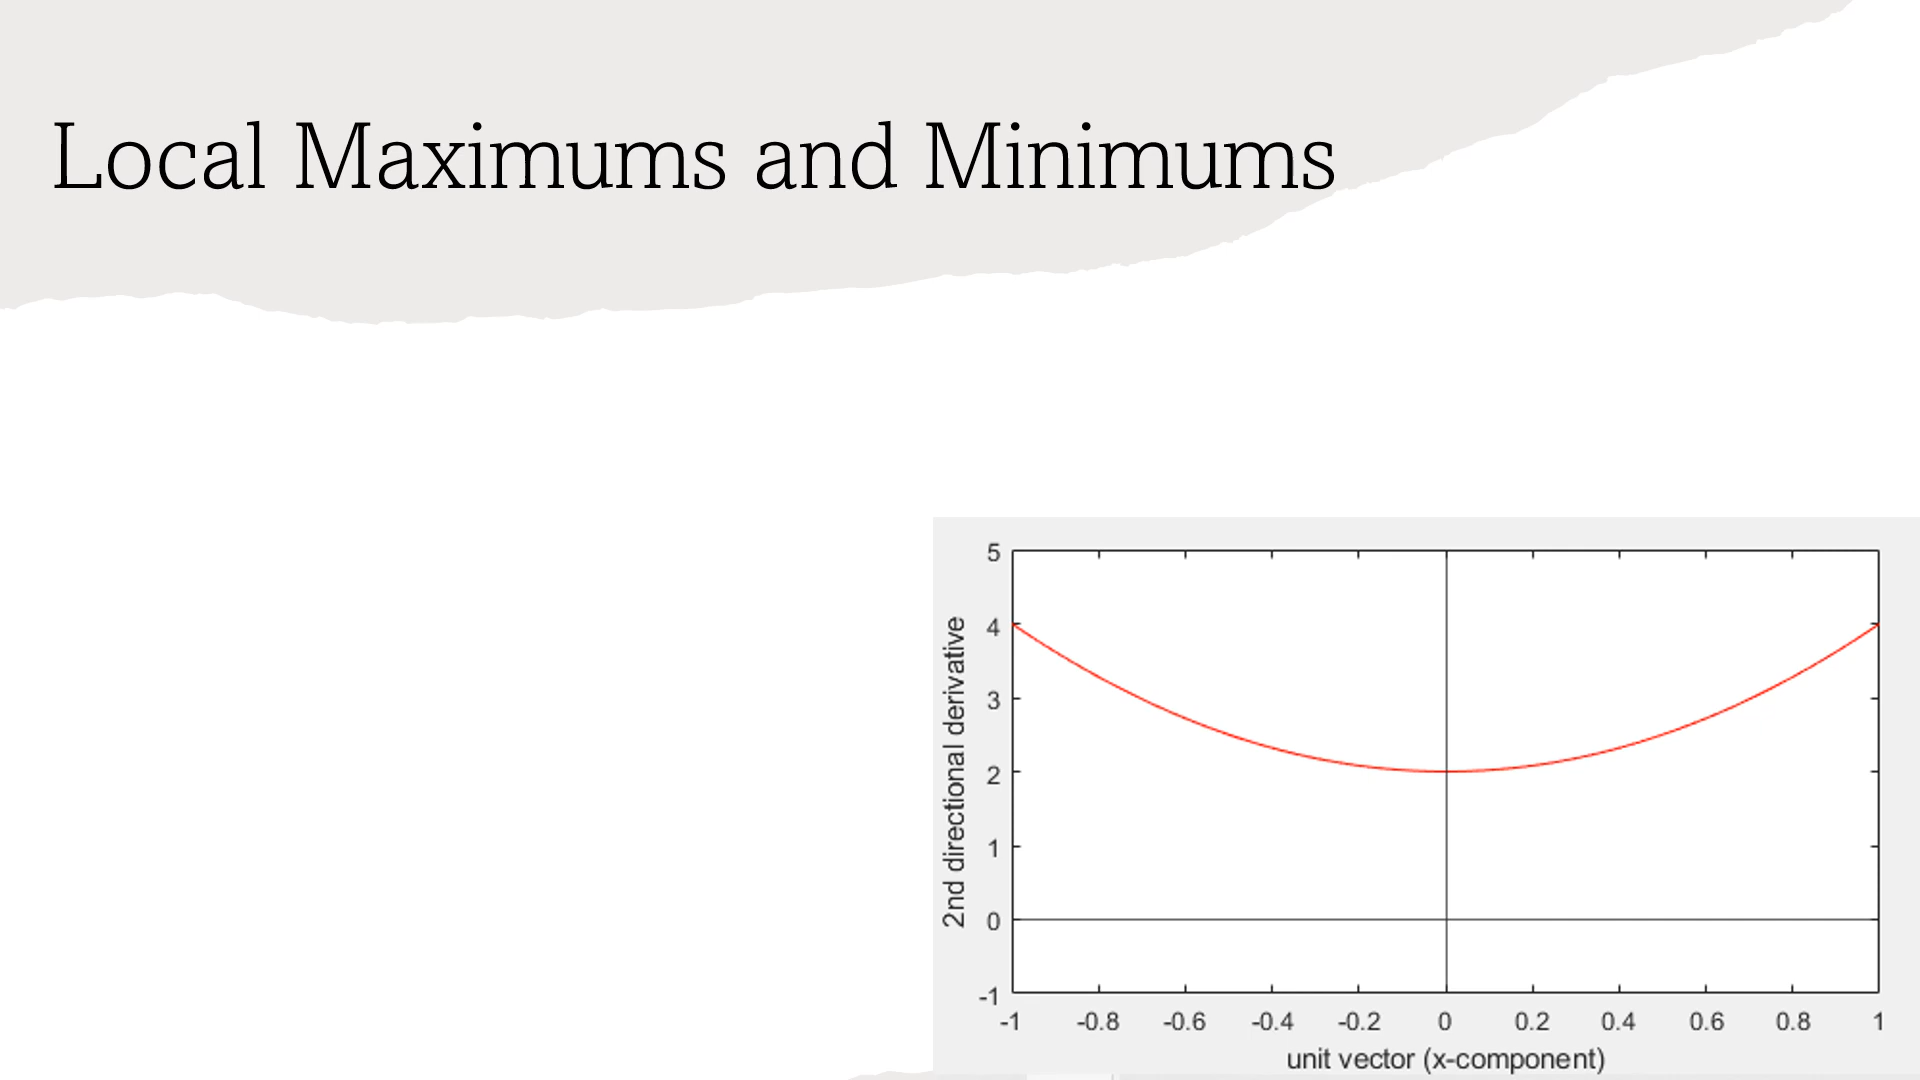 Local Maximums and Minimums
5
4
3
2
1
0
-1
2nd directional derivative
-1 -0.8 -0.6 -0.4 -0.2 0 0.2 0.4 0.6 0.8 1
unit vector (x-component)